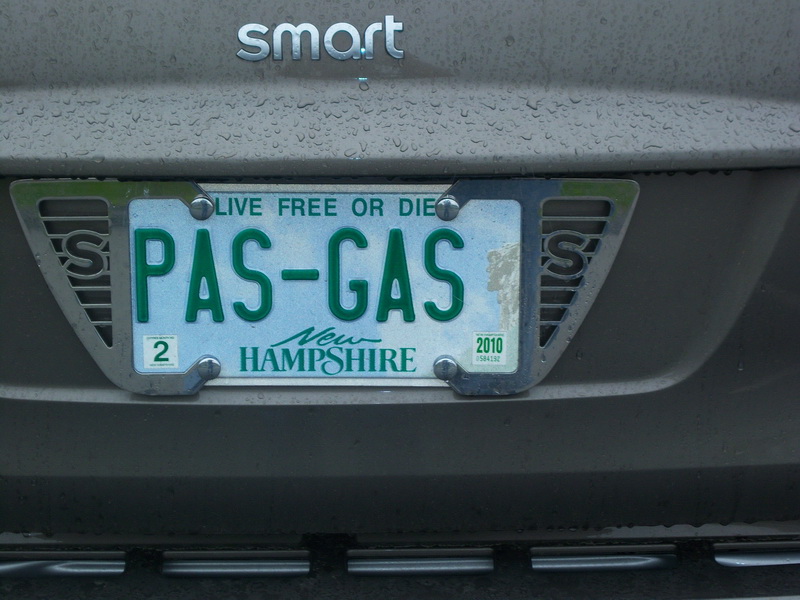 smart
LIVE FREE OR DIE
PAS-GAS
S
S
2
2010
New
HAMPSHIRE